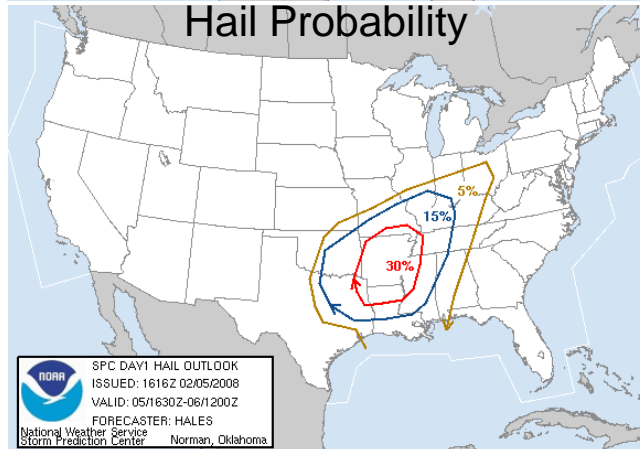 Hail Probability
5%
15%
30%
NOAA
SPC DAY1 HAIL OUTLOOK
ISSUED: 1616Z 02/05/2008
VALID: 05/1630Z-06/1200Z
FORECASTER: HALES
National Weather Service
Storm Prediction Center Norman, Oklahoma